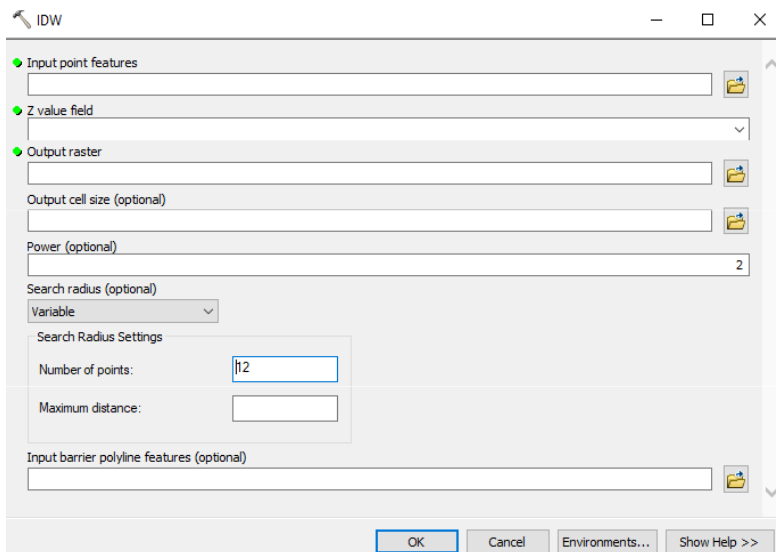 IDW
Input point features
Z value field
Output raster
Output cell size (optional)
Power (optional)
2
Search radius (optional)
Variable
Search Radius Settings
Number of points:
12
Maximum distance:
Input barrier polyline features (optional)
OK Cancel Environments... Show Help >>